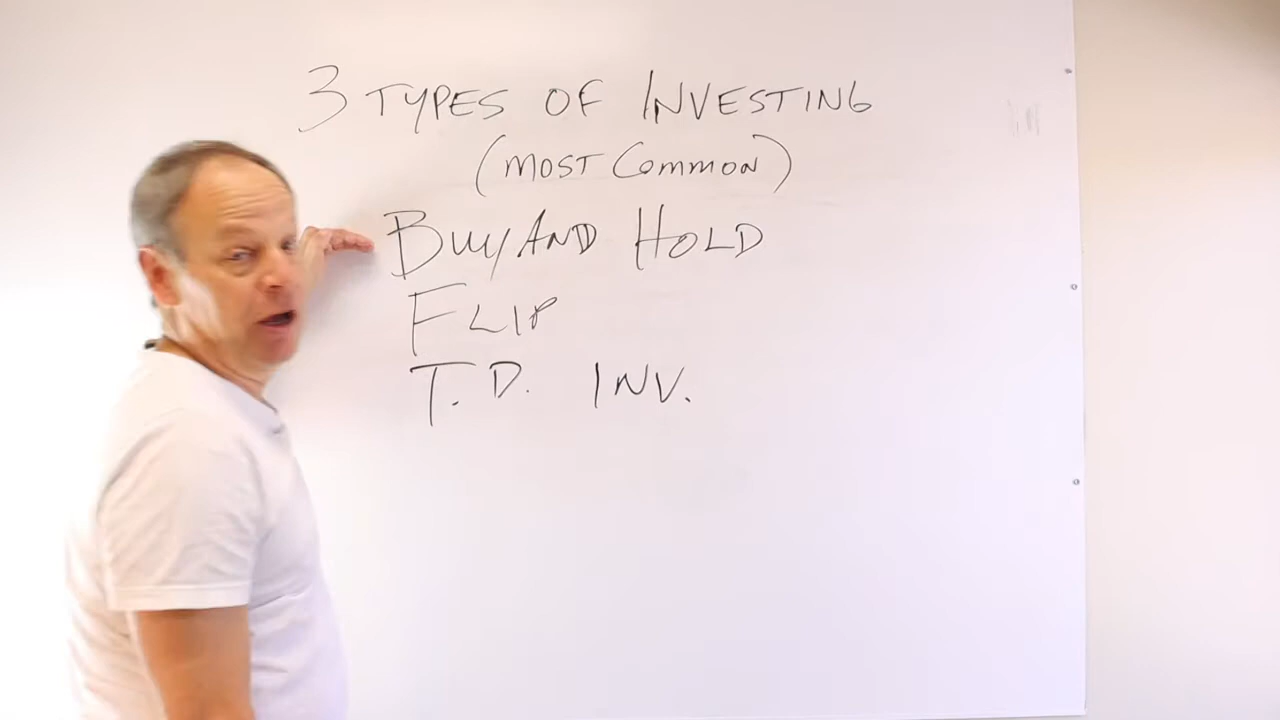 3 TYPES OF INVESTING
(MOST COMMON)
BUY AND HOLD
FLIP
T.D. INV.